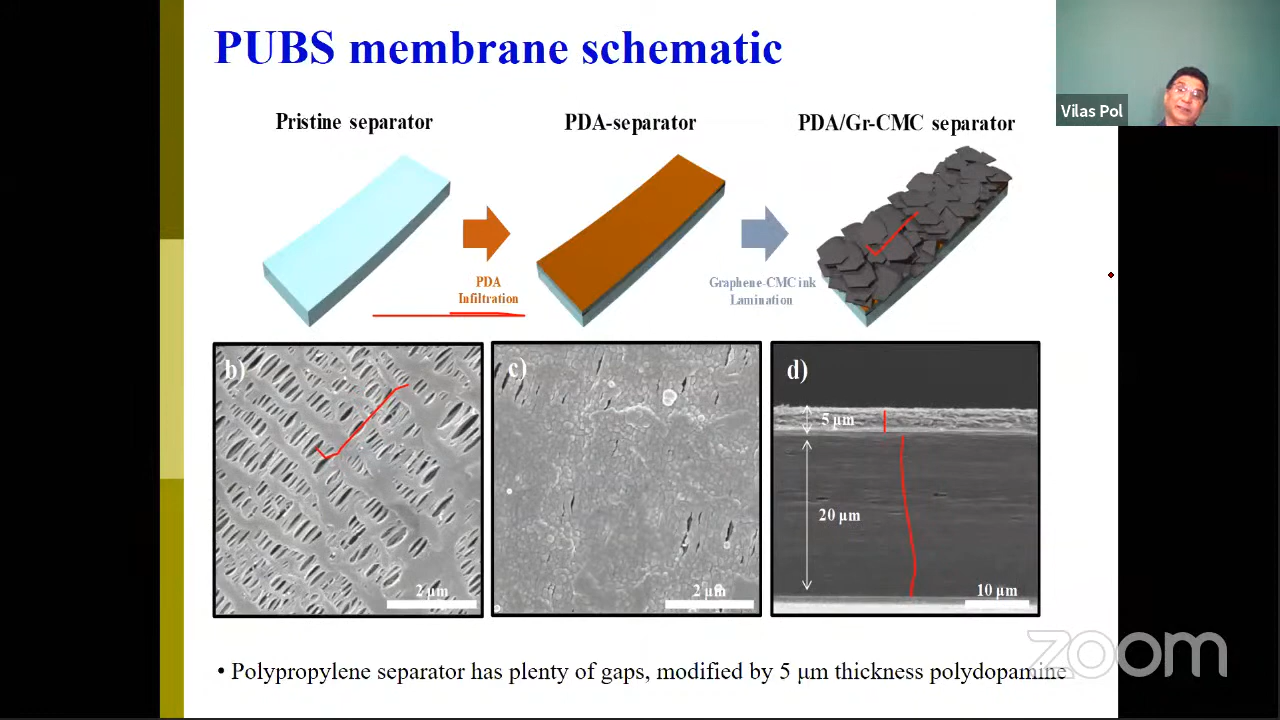 PUBS membrane schematic
Vilas Pol
Pristine separator
PDA-separator
PDA/Gr-CMC separator
PDA
Infiltration
Graphene-CMC ink
Lamination
b)
2 µm
c)
2 µm
d)
5 µm
20 µm
10 µm
zoom
• Polypropylene separator has plenty of gaps, modified by 5 µm thickness polydopamine